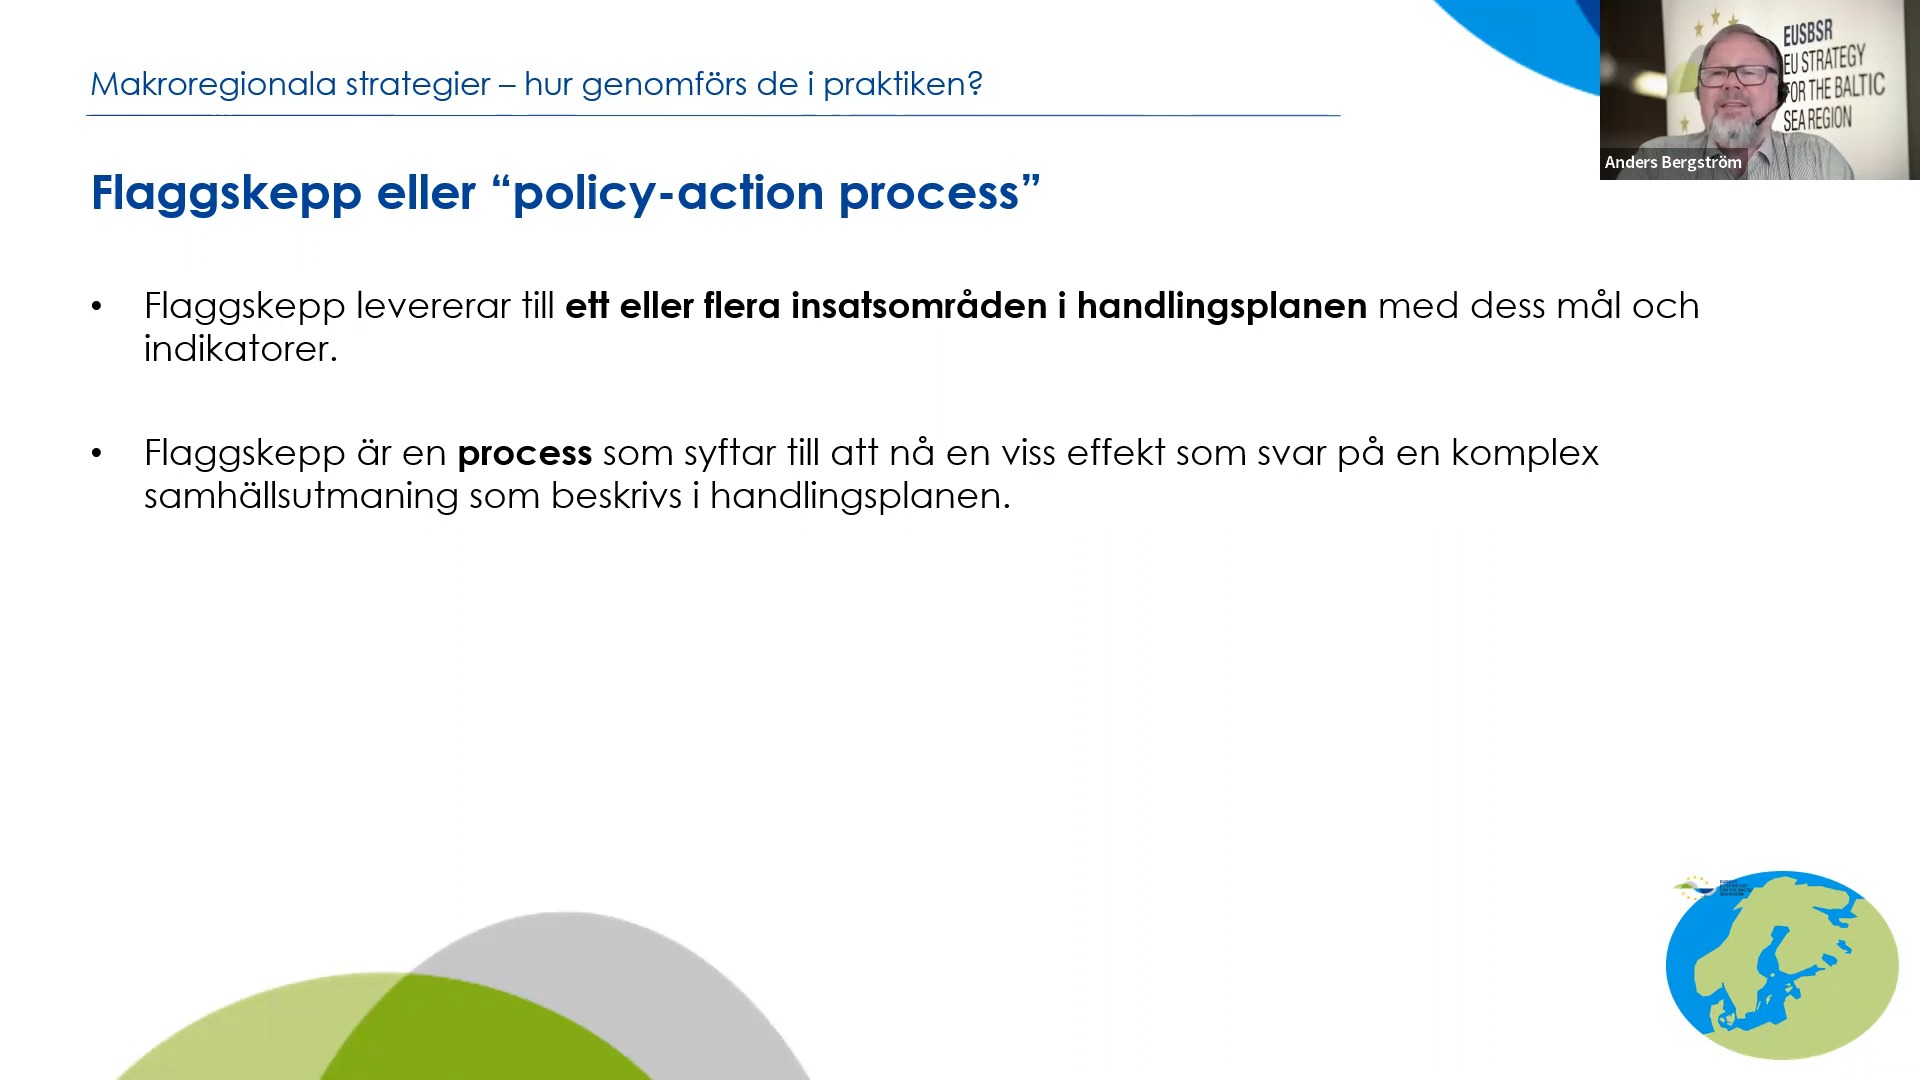 Makroregionala strategier – hur genomförs de i praktiken?
EUSBSR
EU STRATEGY
FOR THE BALTIC
SEA REGION
Anders Bergström
Flaggskepp eller “policy-action process”
• Flaggskepp levererar till ett eller flera insatsområden i handlingsplanen med dess mål och
indikatorer.
• Flaggskepp är en process som syftar till att nå en viss effekt som svar på en komplex
samhällsutmaning som beskrivs i handlingsplanen.